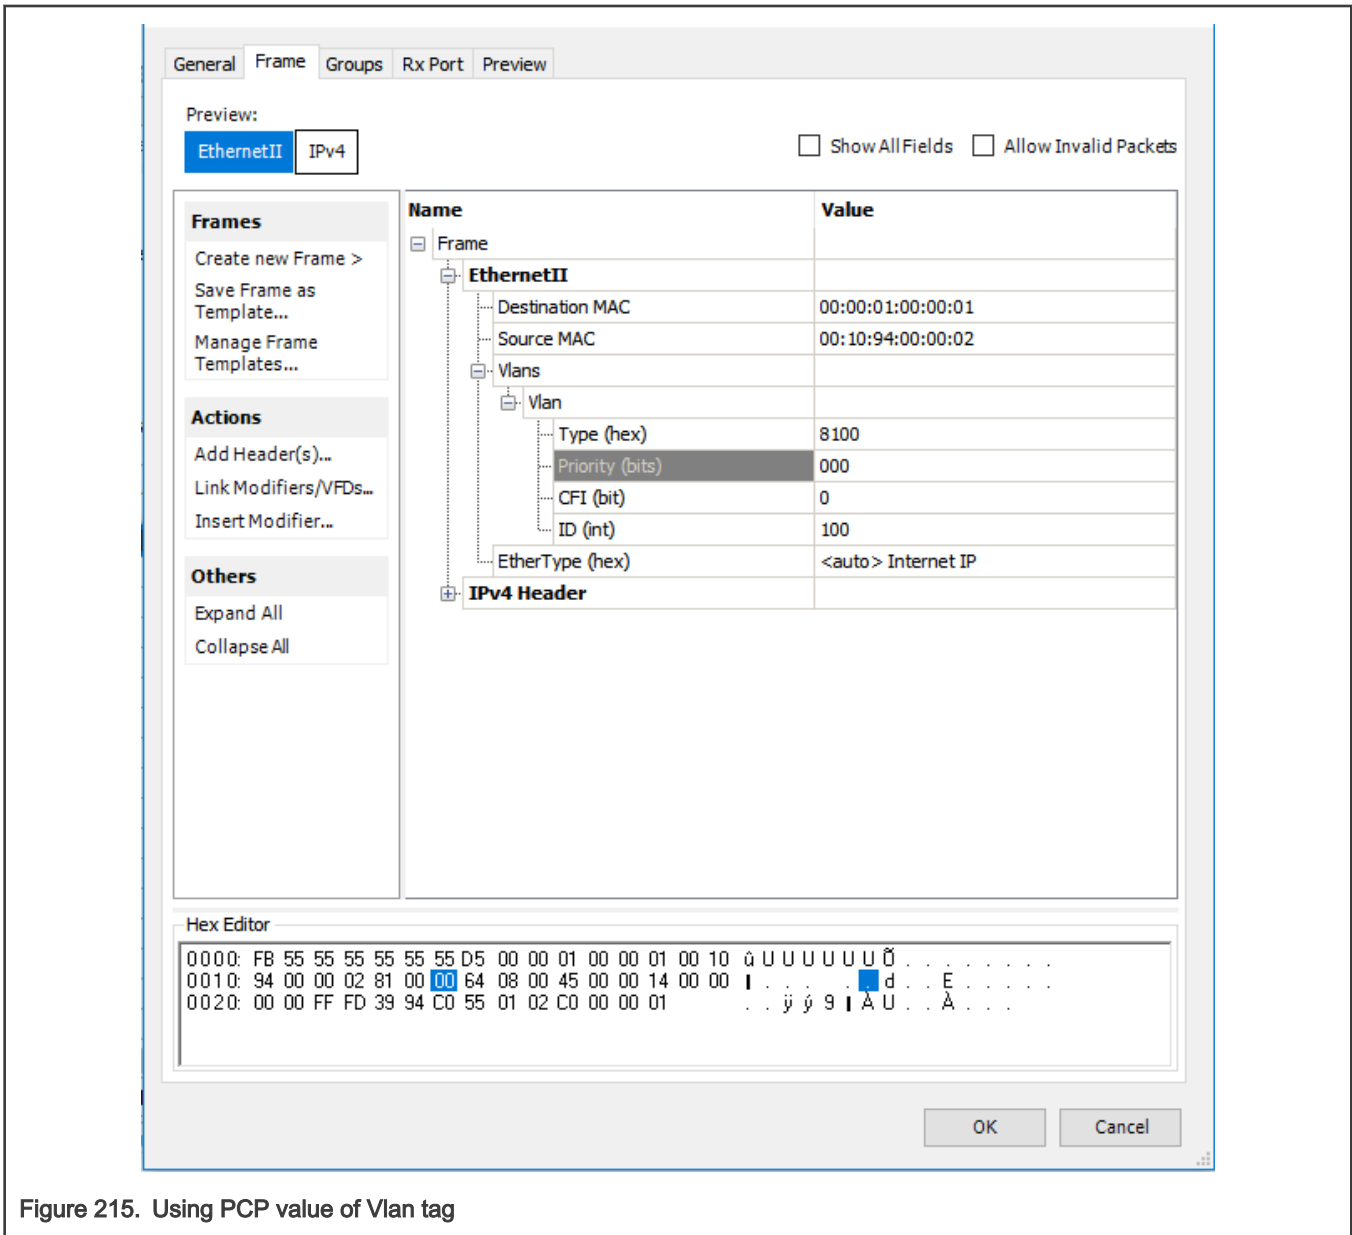 General Frame Groups Rx Port Preview
Preview:
EthernetII IPv4
Show All Fields Allow Invalid Packets
Frames
Create new Frame >
Save Frame as
Template...
Manage Frame
Templates...
Actions
Add Header(s)...
Link Modifiers/VFDs...
Insert Modifier...
Others
Expand All
Collapse All
Name Value
Frame
EthernetII
Destination MAC 00:00:01:00:00:01
Source MAC 00:10:94:00:00:02
Vlans
Vlan
Type (hex) 8100
Priority (bits) 000
CFI (bit) 0
ID (int) 100
EtherType (hex) <auto> Internet IP
IPv4 Header
Hex Editor
0000: FB 55 55 55 55 55 55 D5 00 00 01 00 00 01 00 10 û U U U U U U Õ . . . . . . . .
0010: 94 00 00 02 81 00 00 64 08 00 45 00 00 14 00 00 ▌ . . . . . . d . . E . . . . .
0020: 00 00 FF FD 39 94 C0 55 01 02 C0 00 00 01 . . ÿ ý 9 ▌ À U . . À . . .
OK Cancel
Figure 215. Using PCP value of Vlan tag